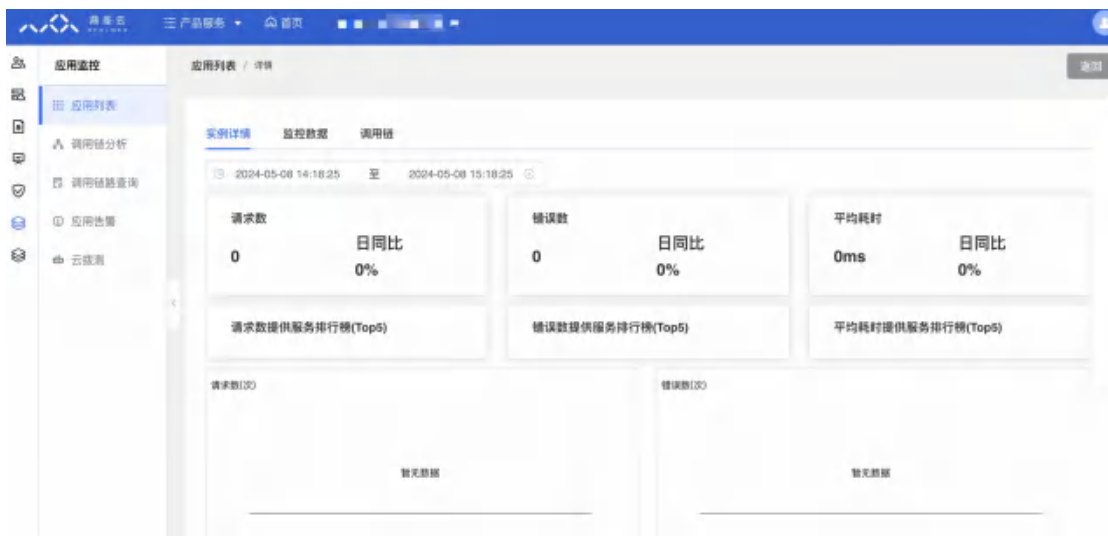 产品服务 首页
应用监控
应用列表
调用链分析
调用链路查询
应用告警
云拨测
应用列表 / 详情
返回
实例详情 监控数据 调用链
2024-05-08 14:18:25 至 2024-05-08 15:18:25
请求数
0
日同比
0%
错误数
0
日同比
0%
平均耗时
0ms
日同比
0%
请求数提供服务排行榜(Top5)
错误数提供服务排行榜(Top5)
平均耗时提供服务排行榜(Top5)
请求数(次)
暂无数据
错误数(次)
暂无数据